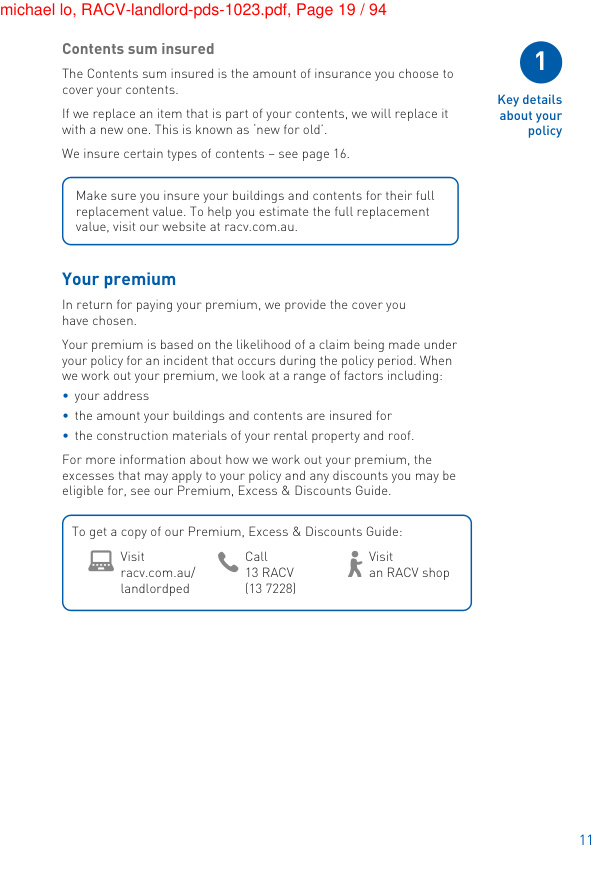 michael lo, RACV-landlord-pds-1023.pdf, Page 19 / 94
Contents sum insured
The Contents sum insured is the amount of insurance you choose to
cover your contents.
If we replace an item that is part of your contents, we will replace it
with a new one. This is known as ‘new for old’.
We insure certain types of contents – see page 16.
Make sure you insure your buildings and contents for their full
replacement value. To help you estimate the full replacement
value, visit our website at racv.com.au.
Your premium
In return for paying your premium, we provide the cover you
have chosen.
Your premium is based on the likelihood of a claim being made under
your policy for an incident that occurs during the policy period. When
we work out your premium, we look at a range of factors including:
• your address
• the amount your buildings and contents are insured for
• the construction materials of your rental property and roof.
For more information about how we work out your premium, the
excesses that may apply to your policy and any discounts you may be
eligible for, see our Premium, Excess & Discounts Guide.
To get a copy of our Premium, Excess & Discounts Guide:
Visit
racv.com.au/
landlordped
Call
13 RACV
(13 7228)
Visit
an RACV shop
1
Key details
about your
policy
11